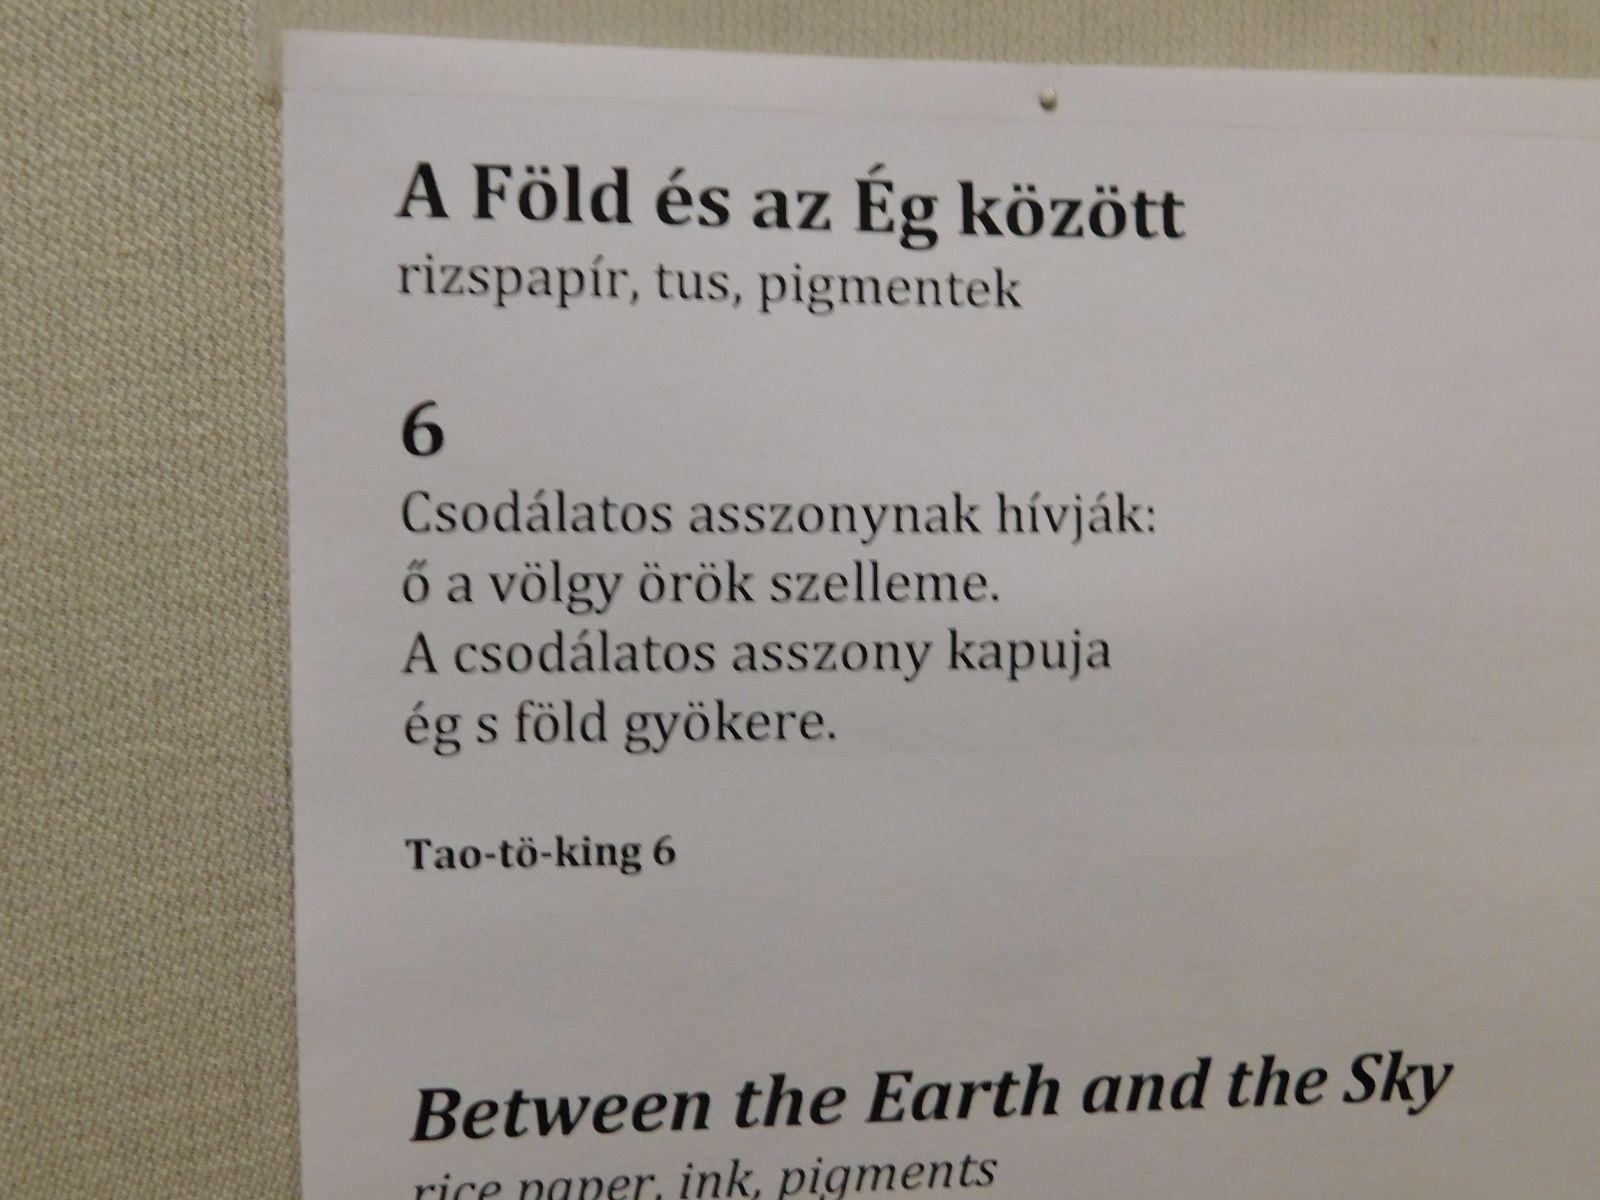 A Föld és az Ég között
rizspapír, tus, pigmentek
6
Csodálatos asszonynak hívják:
ő a völgy örök szelleme.
A csodálatos asszony kapuja
ég s föld gyökere.
Tao-tö-king 6
Between the Earth and the Sky
rice paper, ink, pigments